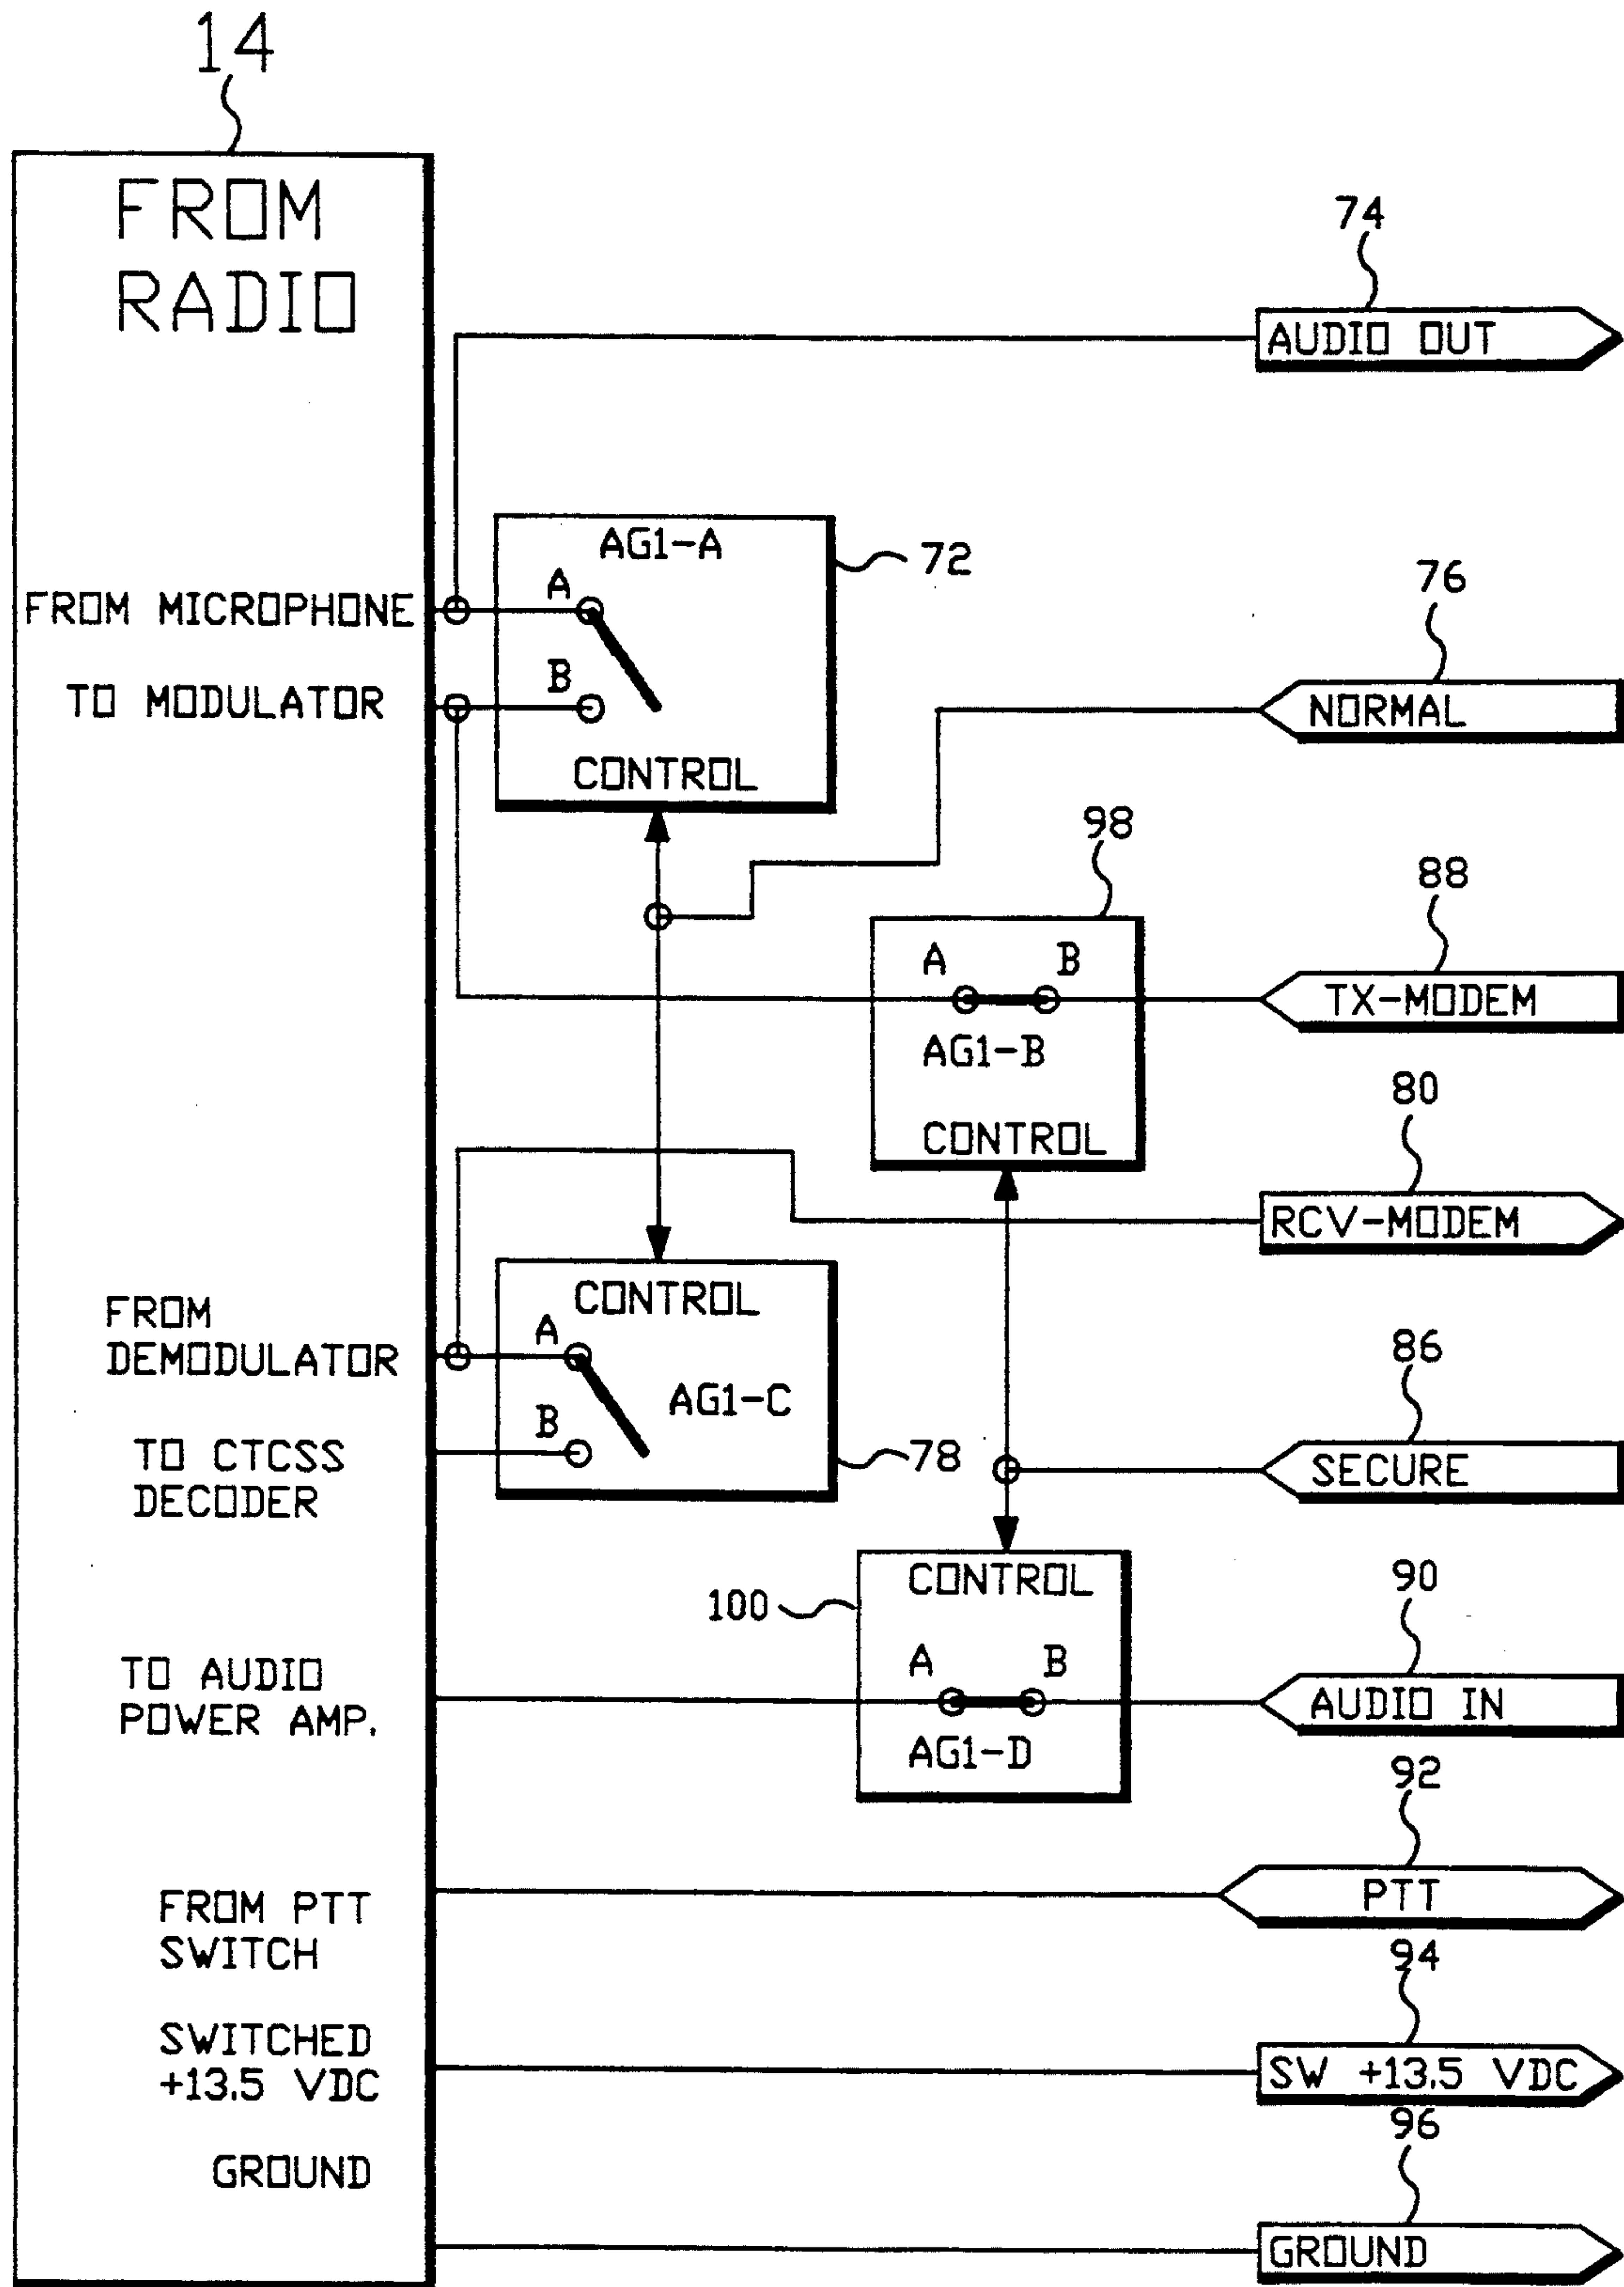 14
FROM
RADIO
74
AUDIO OUT
AG1-A
72
A
FROM MICROPHONE
76
B
TO MODULATOR
NORMAL
CONTROL
98
88
A B
TX-MODEM
AG1-B
80
CONTROL
RCV-MODEM
CONTROL
FROM
DEMODULATOR
A
86
AG1-C
B
TO CTCSS
DECODER
78
SECURE
CONTROL
100
90
A B
TO AUDIO
POWER AMP.
AUDIO IN
AG1-D
92
FROM PTT
SWITCH
PTT
94
SWITCHED
+13.5 VDC
SW +13.5 VDC
96
GROUND
GROUND